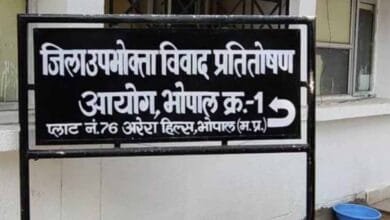 जिला उपभोक्ता विवाद प्रतितोषण
आयोग, भोपाल क्र.-1
प्लाट नं.76 अरेरा हिल्स, भोपाल (म.प्र.)